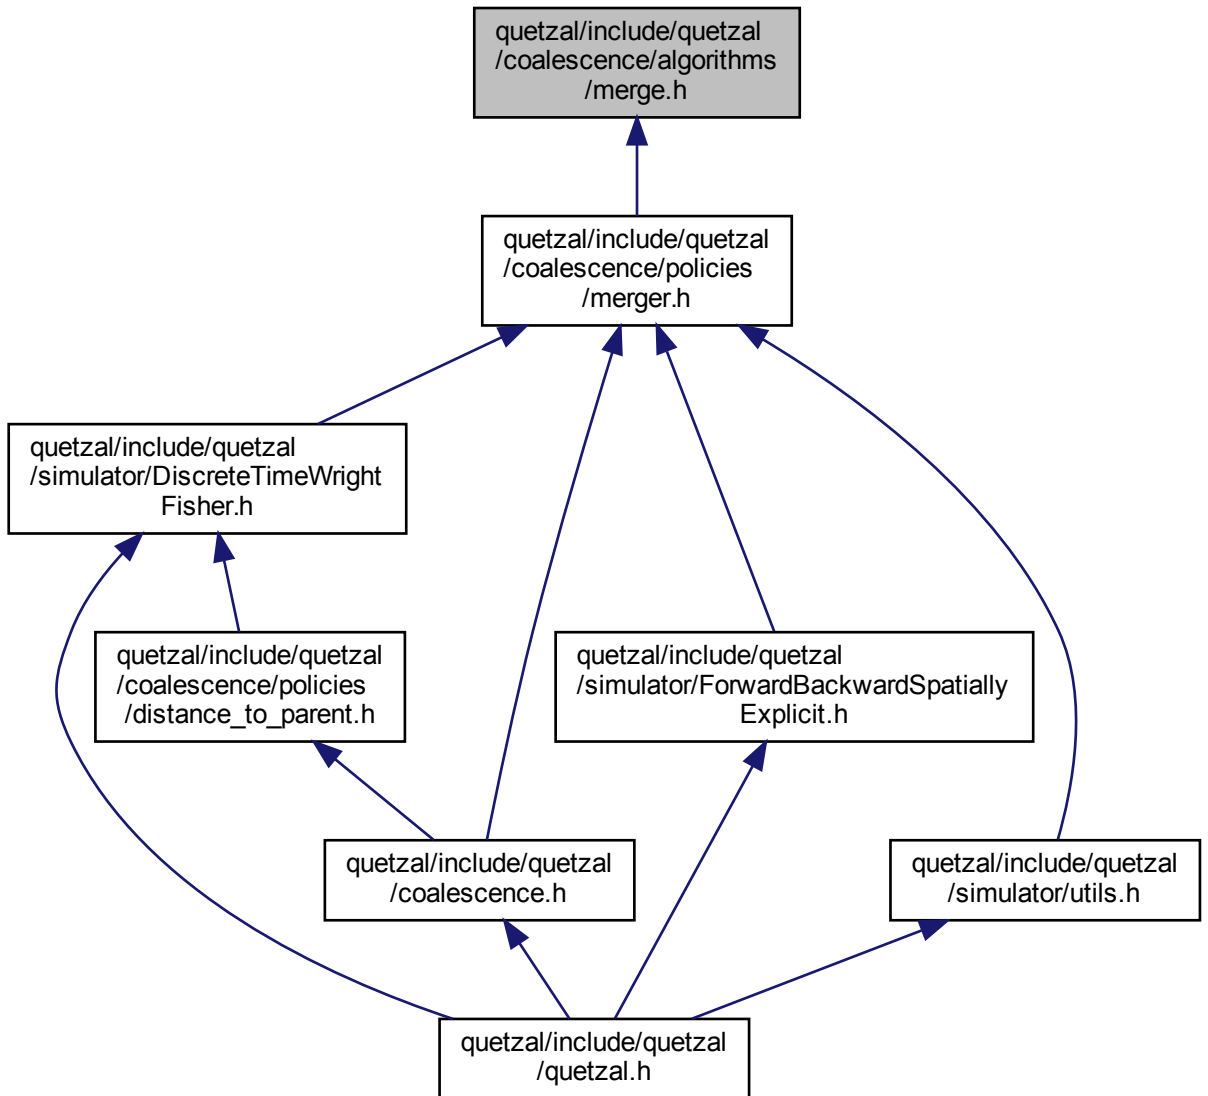 quetzal/include/quetzal
/coalescence/algorithms
/merge.h
quetzal/include/quetzal
/coalescence/policies
/merger.h
quetzal/include/quetzal
/simulator/DiscreteTimeWright
Fisher.h
quetzal/include/quetzal
/coalescence/policies
/distance_to_parent.h
quetzal/include/quetzal
/simulator/ForwardBackwardSpatially
Explicit.h
quetzal/include/quetzal
/coalescence.h
quetzal/include/quetzal
/simulator/utils.h
quetzal/include/quetzal
/quetzal.h